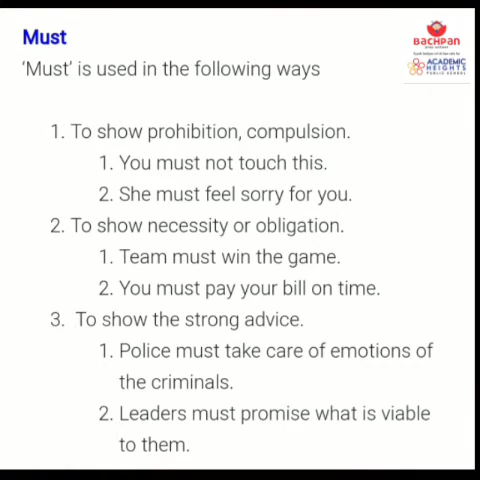 Must
BACHPAN
ACADEMIC
HEIGHTS
PUBLIC SCHOOL
'Must' is used in the following ways
1. To show prohibition, compulsion.
1. You must not touch this.
2. She must feel sorry for you.
2. To show necessity or obligation.
1. Team must win the game.
2. You must pay your bill on time.
3. To show the strong advice.
1. Police must take care of emotions of
the criminals.
2. Leaders must promise what is viable
to them.